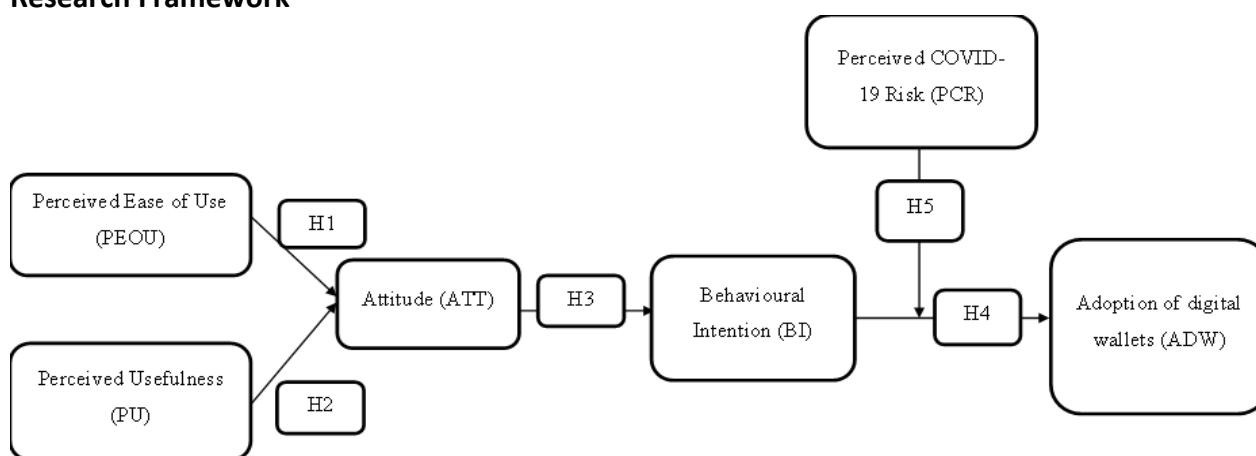 Research Framework
Perceived COVID-
19 Risk (PCR)
Perceived Ease of Use
(PEOU)
H1
H5
Attitude (ATT)
H3
Behavioural
Intention (BI)
H4
Adoption of digital
wallets (ADW)
Perceived Usefulness
(PU)
H2